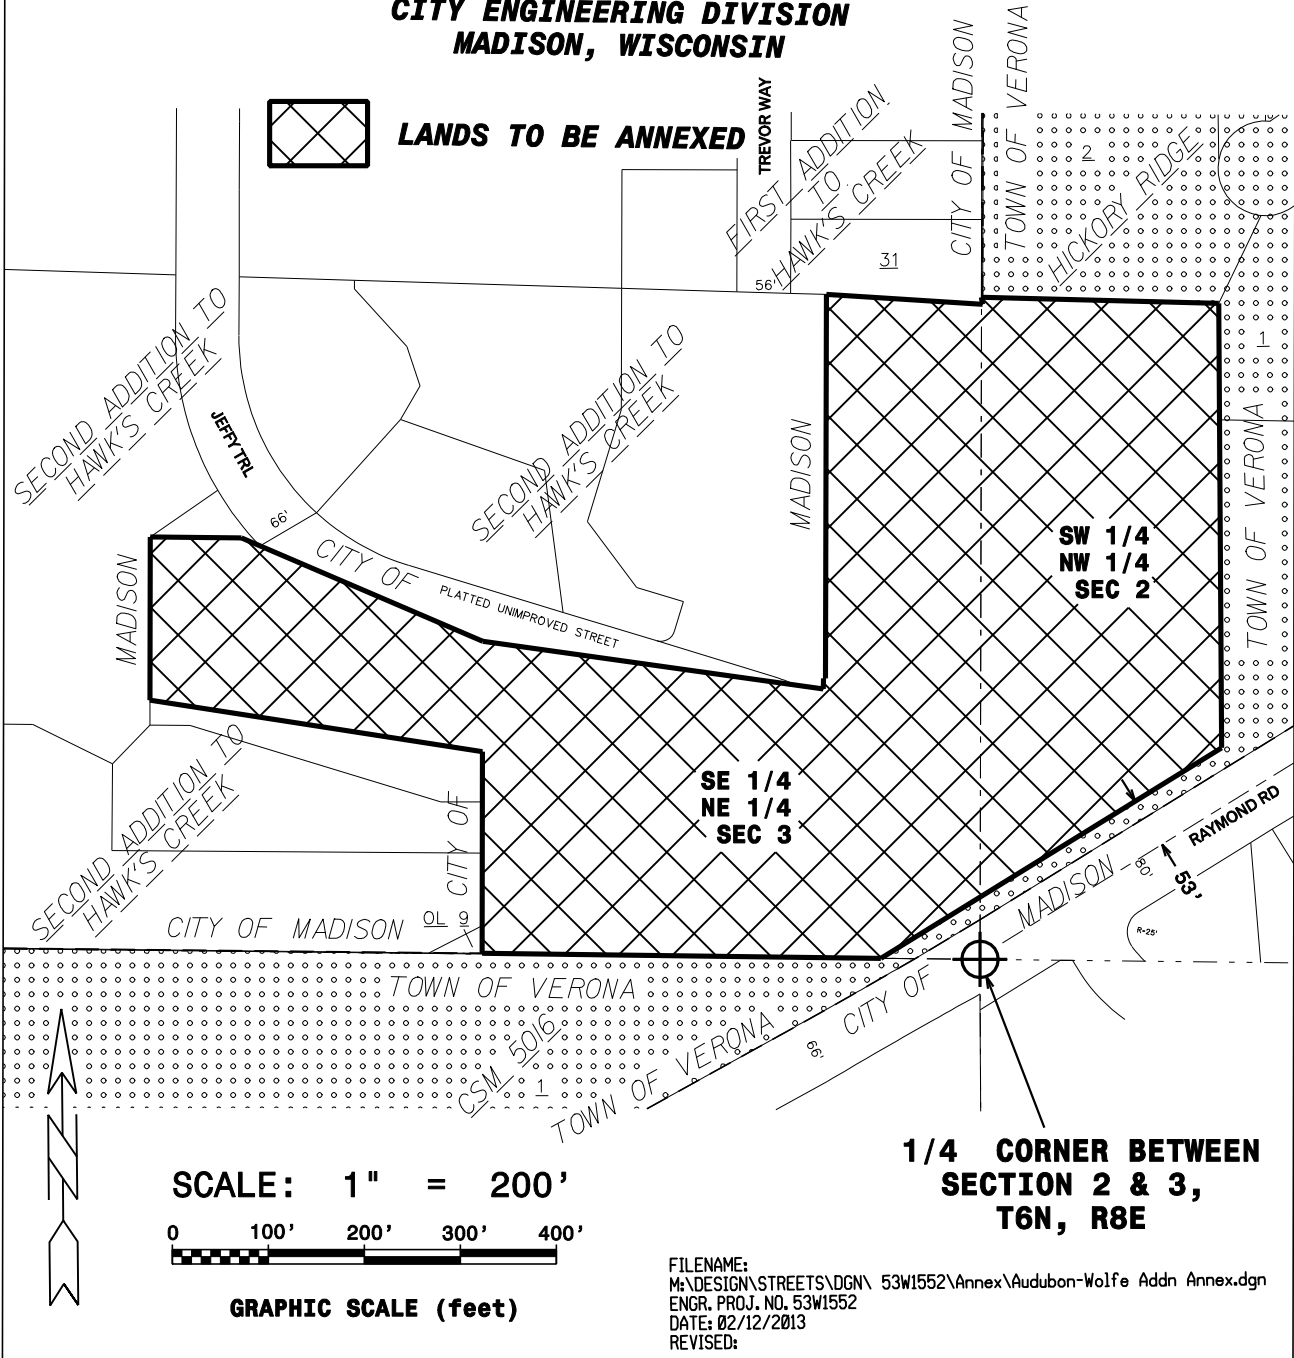 CITY ENGINEERING DIVISION
MADISON, WISCONSIN
LANDS TO BE ANNEXED
TREVOR WAY
FIRST ADDITION
TO
HAWK'S CREEK
CITY OF MADISON
TOWN OF VERONA
2
HICKORY RIDGE
31
56'
1
SECOND ADDITION TO
HAWK'S CREEK
JEFFY TRL
66'
SECOND ADDITION TO
HAWK'S CREEK
MADISON
TOWN OF VERONA
SW 1/4
NW 1/4
SEC 2
CITY OF
PLATTED UNIMPROVED STREET
MADISON
SE 1/4
NE 1/4
SEC 3
SECOND ADDITION TO
HAWK'S CREEK
CITY OF
RAYMOND RD
80'
53'
MADISON
R=25'
CITY OF MADISON
OL 9
TOWN OF VERONA
CITY OF
66'
TOWN OF VERONA
CSM 5016
1
1/4 CORNER BETWEEN
SECTION 2 & 3,
T6N, R8E
SCALE: 1" = 200'
0 100' 200' 300' 400'
GRAPHIC SCALE (feet)
FILENAME:
M:\DESIGN\STREETS\DGN\ 53W1552\Annex\Audubon-Wolfe Addn Annex.dgn
ENGR. PROJ. NO. 53W1552
DATE: 02/12/2013
REVISED: